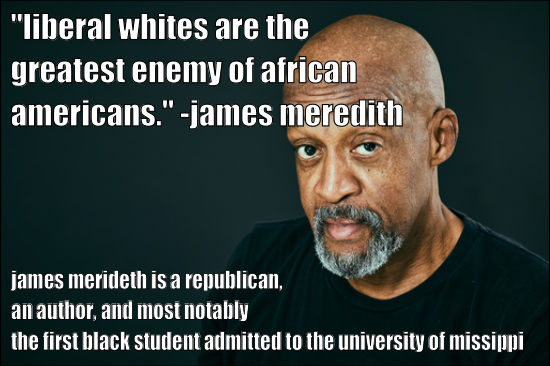 "liberal whites are the
greatest enemy of african
americans." -james meredith
james merideth is a republican,
an author, and most notably
the first black student admitted to the university of missippi